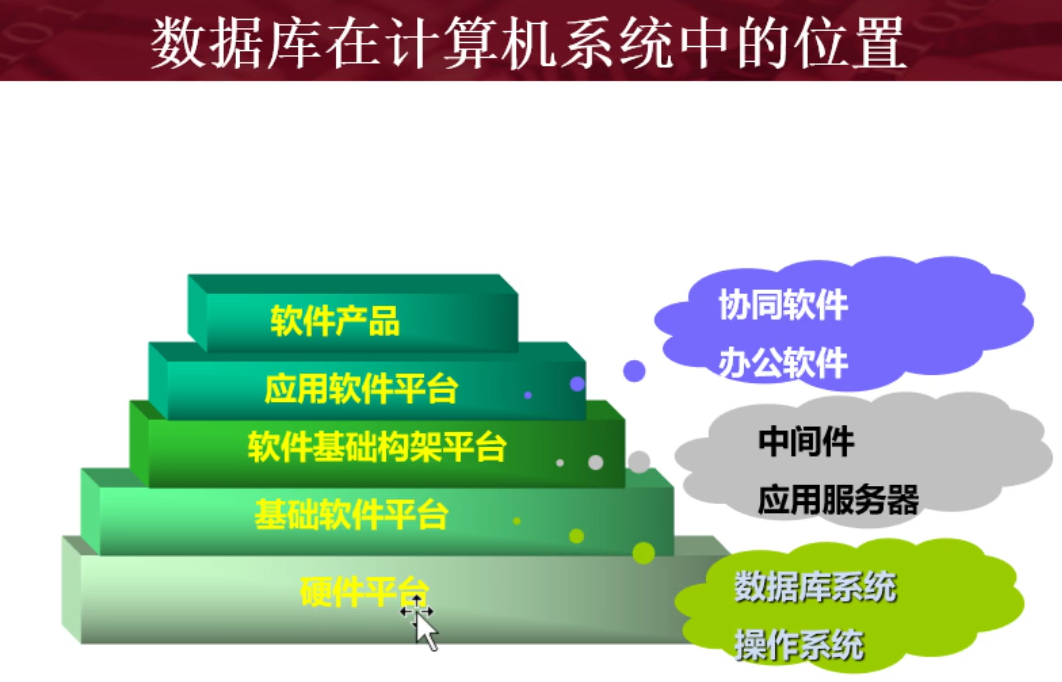 数据库在计算机系统中的位置
软件产品
应用软件平台
软件基础构架平台
基础软件平台
硬件平台
协同软件
办公软件
中间件
应用服务器
数据库系统
操作系统